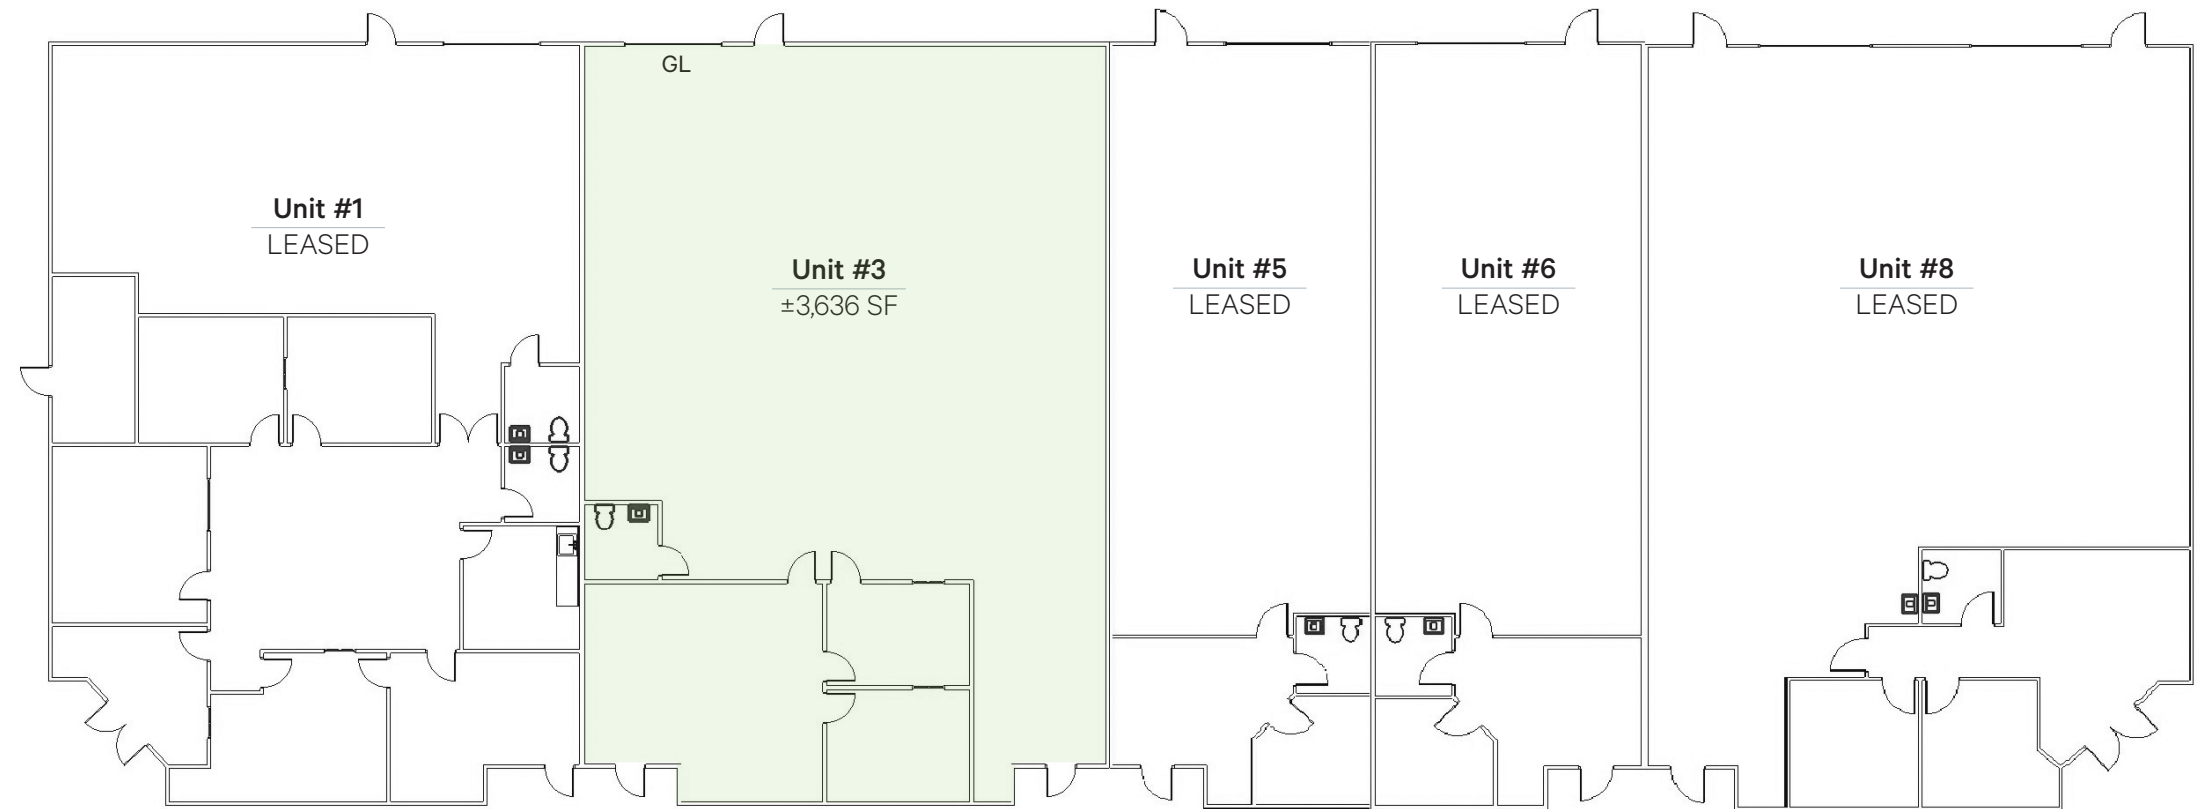 GL
Unit #1
LEASED
Unit #3
±3,636 SF
Unit #5
LEASED
Unit #6
LEASED
Unit #8
LEASED